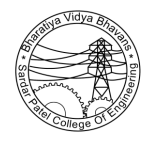 Bharatiya Vidya Bhavans
* Sardar Patel College Of Engineering *